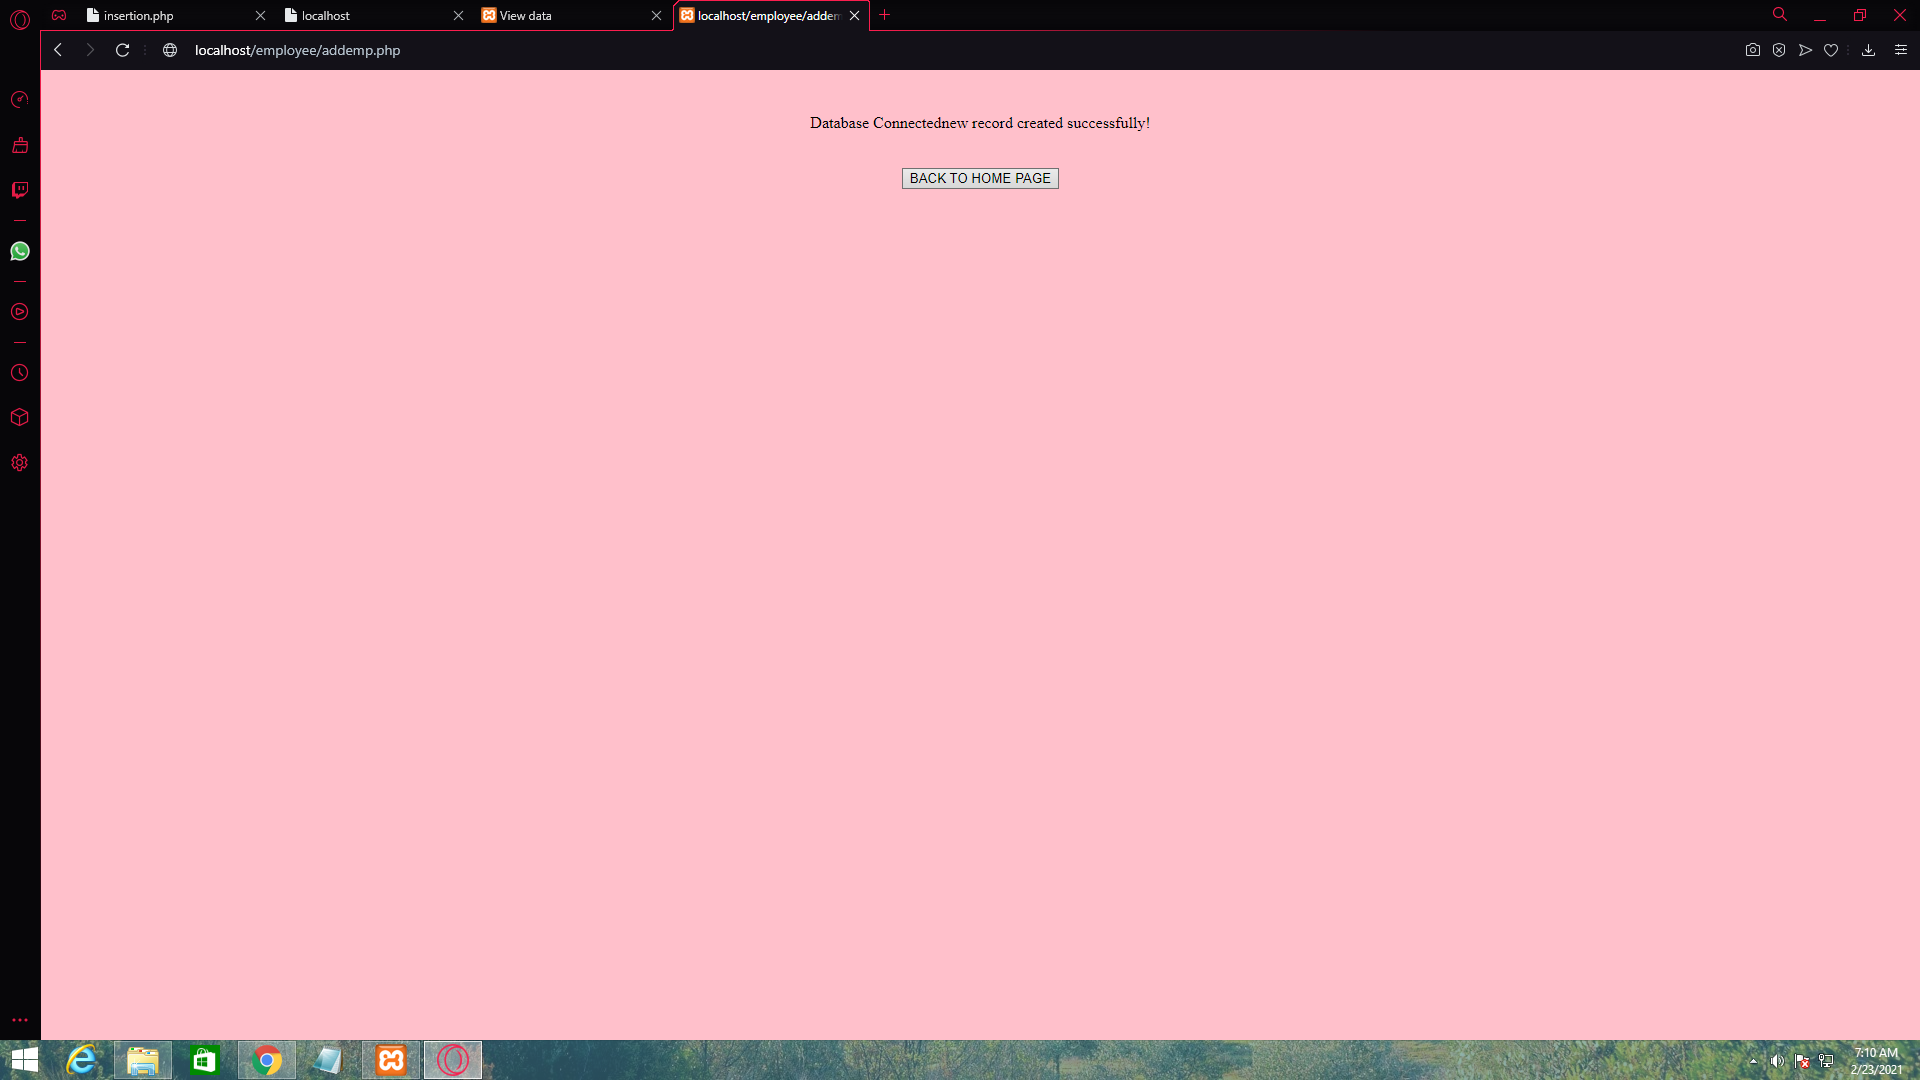 insertion.php
localhost
View data
localhost/employee/addem
localhost/employee/addemp.php
Database Connectednew record created successfully!
BACK TO HOME PAGE
7:10 AM
2/23/2021